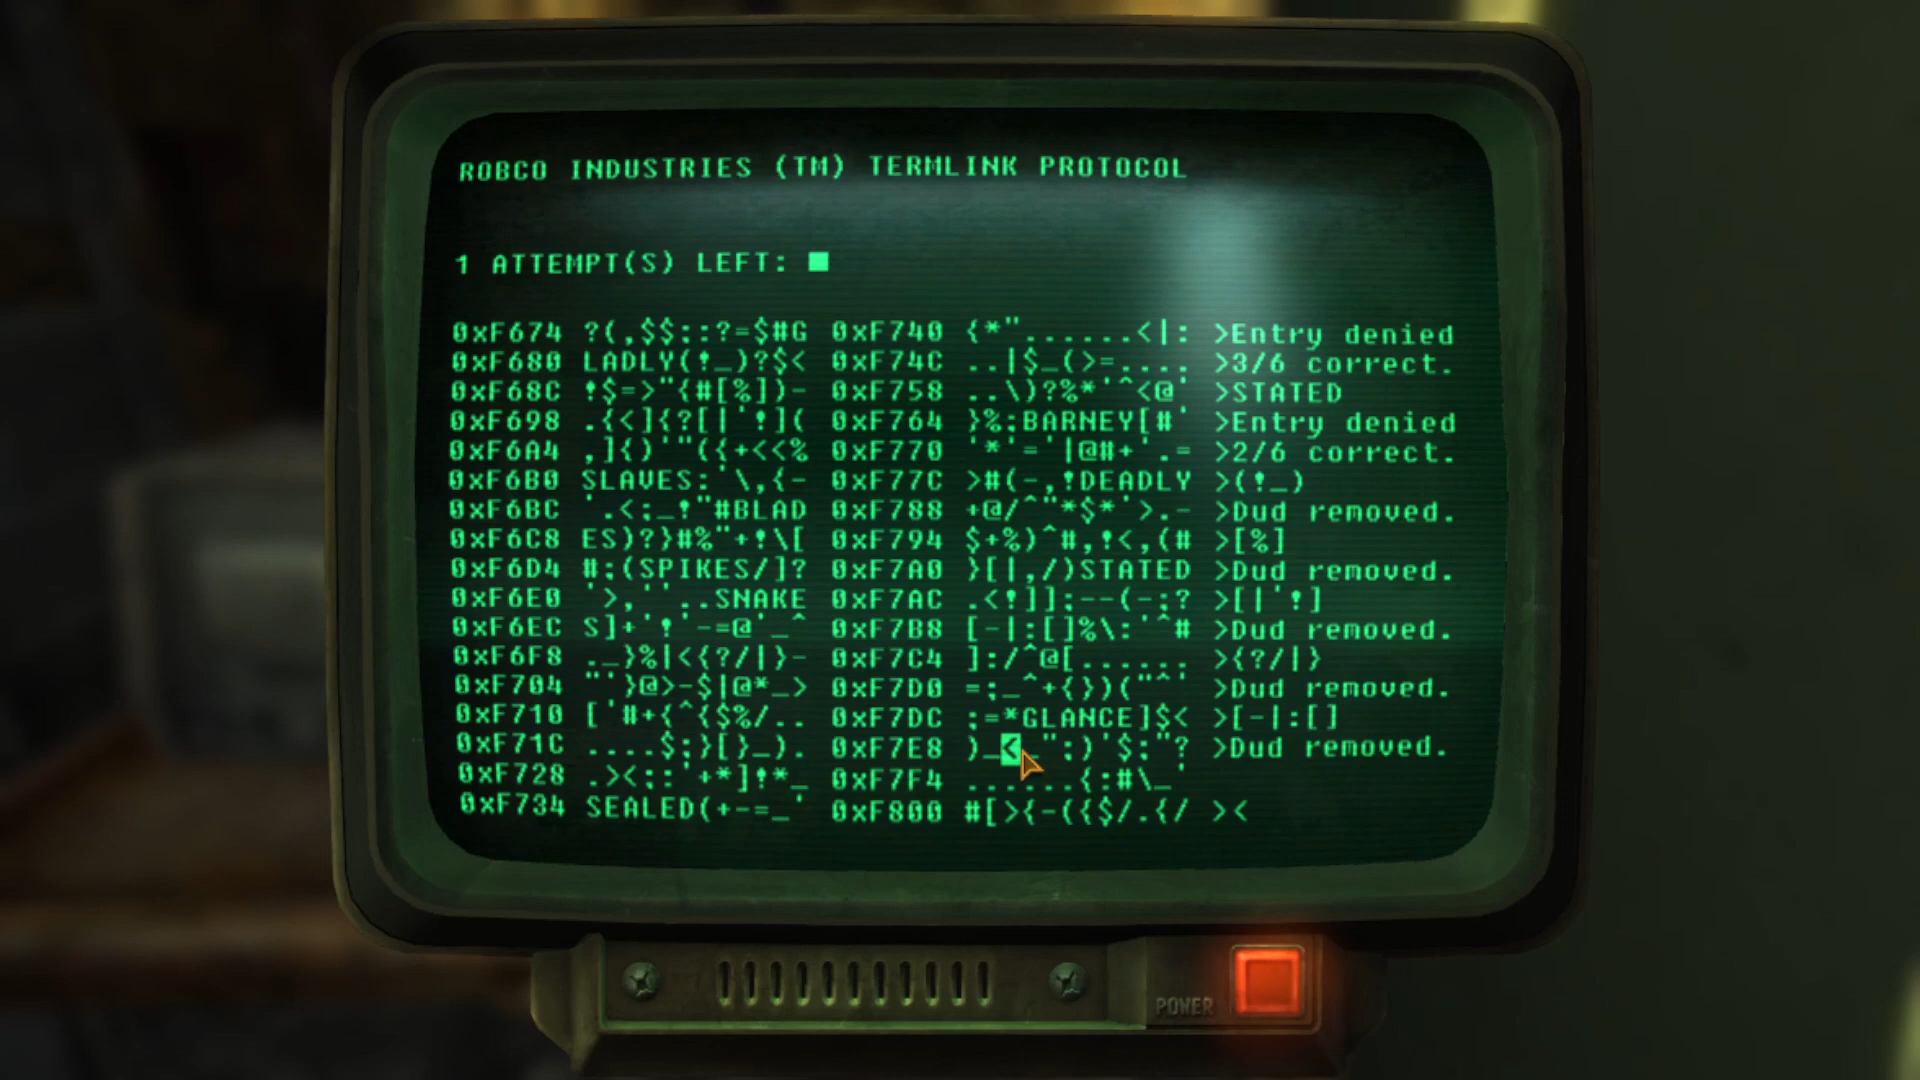 ROBCO INDUSTRIES (TM) TERMLINK PROTOCOL
1 ATTEMPT(S) LEFT: ■
0xF674 ?(,$$::?=$#G 0xF740 {*"......<|: >Entry denied
0xF680 LADLY(!_)?$< 0xF74C ..|$_(>=.... >3/6 correct.
0xF68C !$=>"{#[%])- 0xF758 ..\)?%*'^<@' >STATED
0xF698 .{<]{?[|'!]( 0xF764 }%:BARNEY[#' >Entry denied
0xF6A4 ,]{)'"({+<<% 0xF770 '*'='|@#+'.= >2/6 correct.
0xF6B0 SLAVES:'\,{- 0xF77C >#(-,!DEADLY >(!_)
0xF6BC '.<;_!"#BLAD 0xF788 +@/^"*$*'>.- >Dud removed.
0xF6C8 ES)?}#%"+!\[ 0xF794 $+%)^#,!<,(# >[%]
0xF6D4 #;(SPIKES/]? 0xF7A0 }[|,/)STATED >Dud removed.
0xF6E0 '>,''..SNAKE 0xF7AC .<!]];--(-;? >[|'!]
0xF6EC S]+'!'-=@'_^ 0xF7B8 [-|:[]%\:'^# >Dud removed.
0xF6F8 ._}%|<{?/|}- 0xF7C4 ]:/^@[...... >{?/|}
0xF704 "'}@>-$|@*_> 0xF7D0 =;_^+{})("^' >Dud removed.
0xF710 ['#+{^{$%/.. 0xF7DC ;=*GLANCE]$< >[-|:[]
0xF71C ....$;}[}_). 0xF7E8 )_<_":)'$;"? >Dud removed.
0xF728 .><;:'+*]!*_ 0xF7F4 ......{:#\_'
0xF734 SEALED(+-=_' 0xF800 #[>{-({$/.{/ ><
POWER